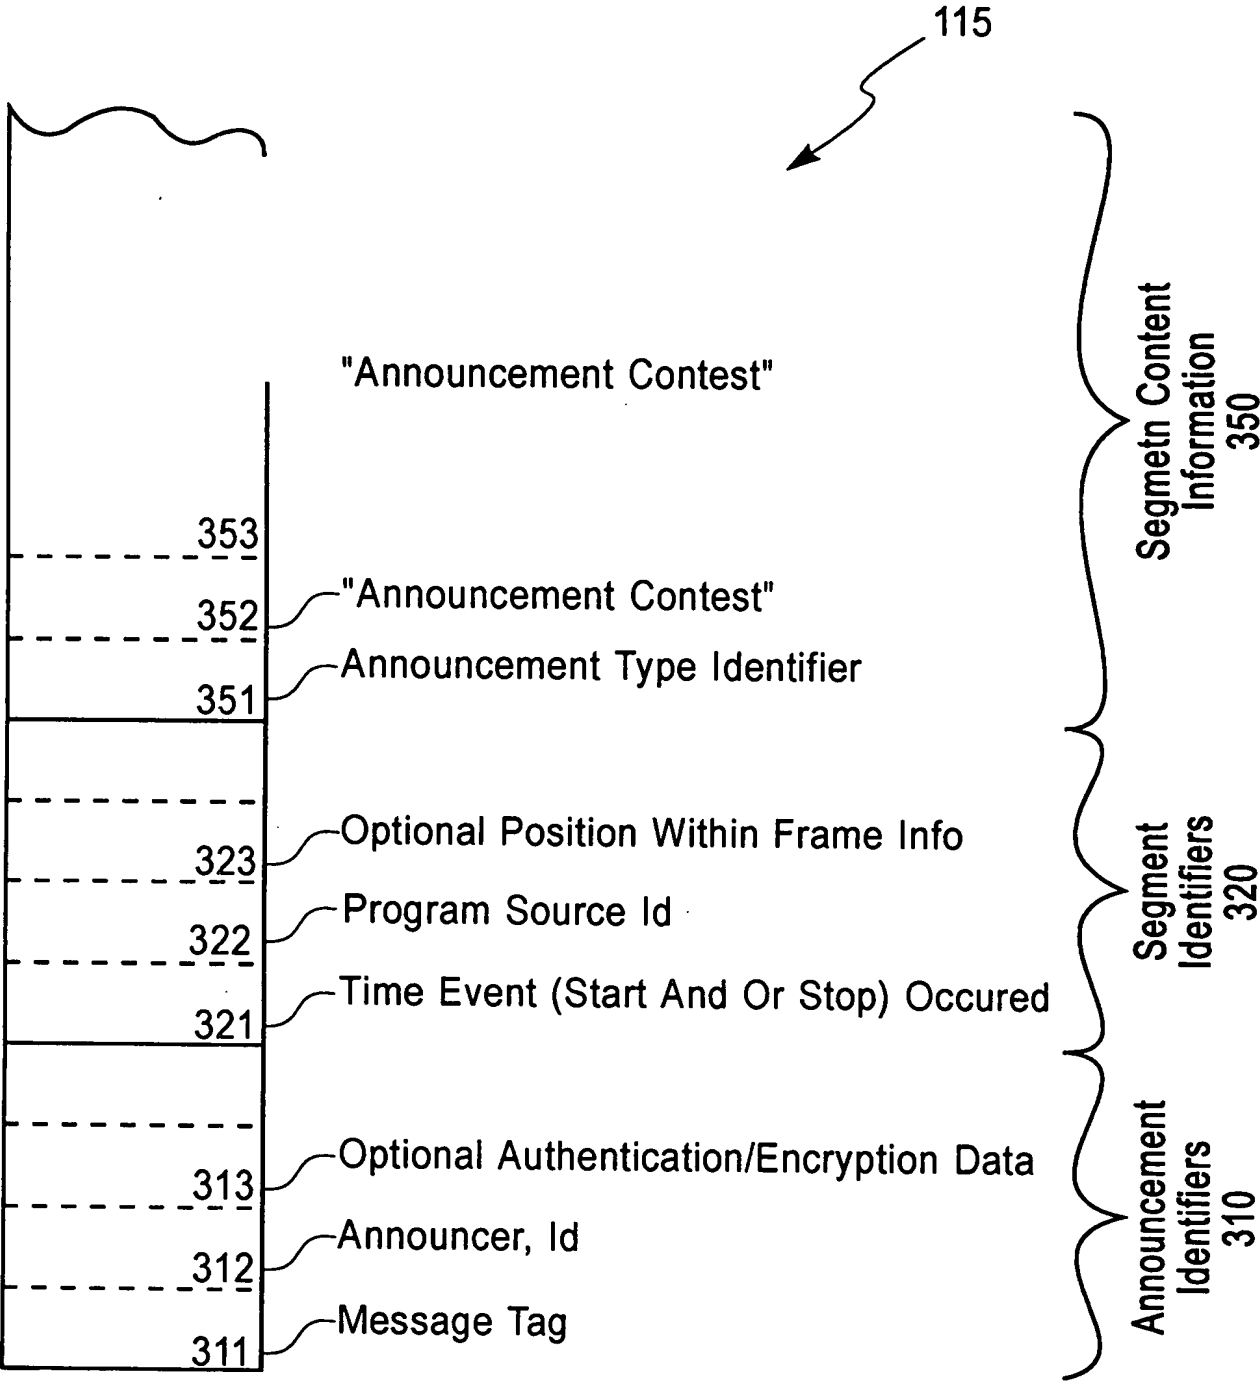 115
"Announcement Contest"
353
352
"Announcement Contest"
351
Announcement Type Identifier
Segmetn Content
Information
350
323
Optional Position Within Frame Info
322
Program Source Id
321
Time Event (Start And Or Stop) Occured
Segment
Identifiers
320
313
Optional Authentication/Encryption Data
312
Announcer, Id
311
Message Tag
Announcement
Identifiers
310